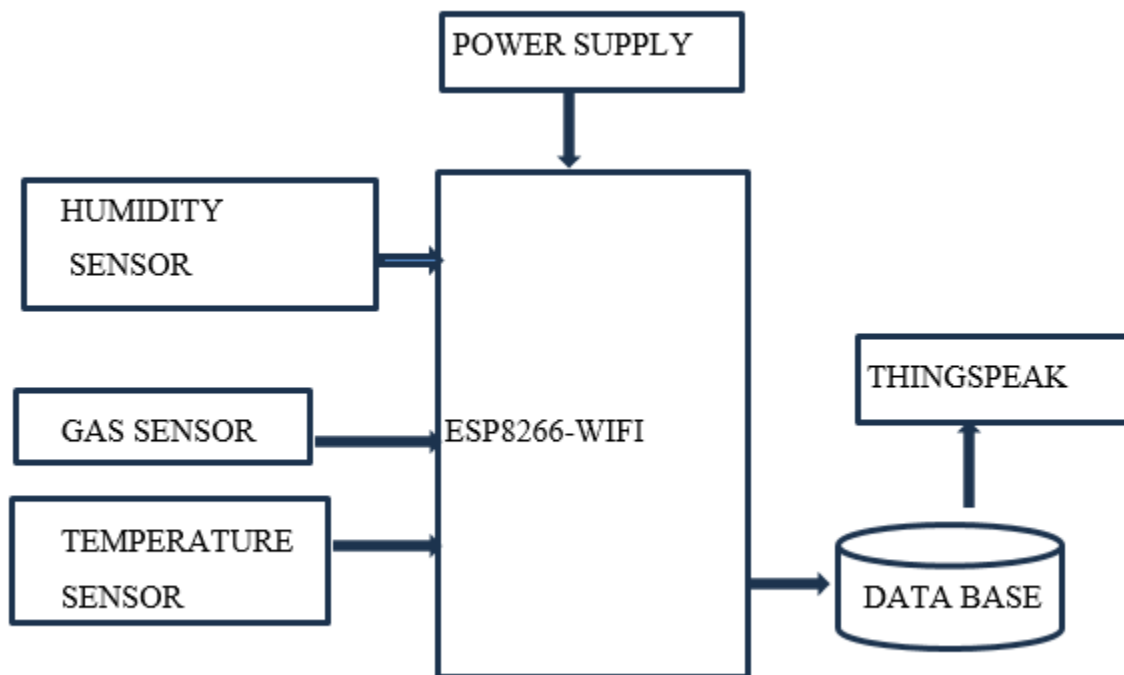 POWER SUPPLY
HUMIDITY
SENSOR
GAS SENSOR
TEMPERATURE
SENSOR
ESP8266-WIFI
THINGSPEAK
DATA BASE